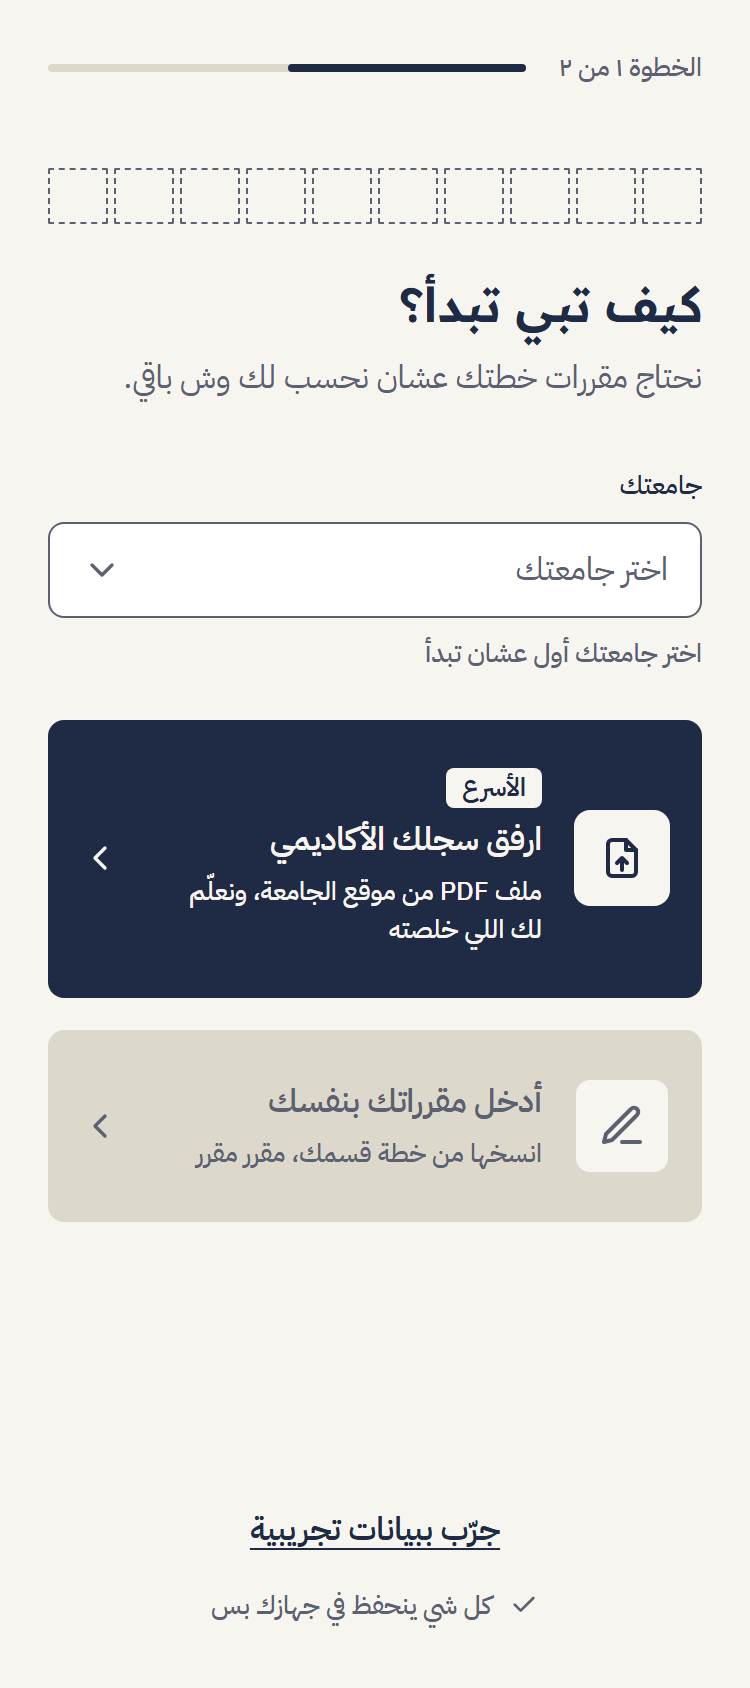 الخطوة ١ من ٢
كيف تبي تبدأ؟
نحتاج مقررات خطتك عشان نحسب لك وش باقي.
جامعتك
اختر جامعتك
اختر جامعتك أول عشان تبدأ
الأسرع
ارفق سجلك الأكاديمي
ملف PDF من موقع الجامعة، ونعلّم
لك اللي خلصته
أدخل مقرراتك بنفسك
انسخها من خطة قسمك، مقرر مقرر
جرّب ببيانات تجريبية
كل شي ينحفظ في جهازك بس